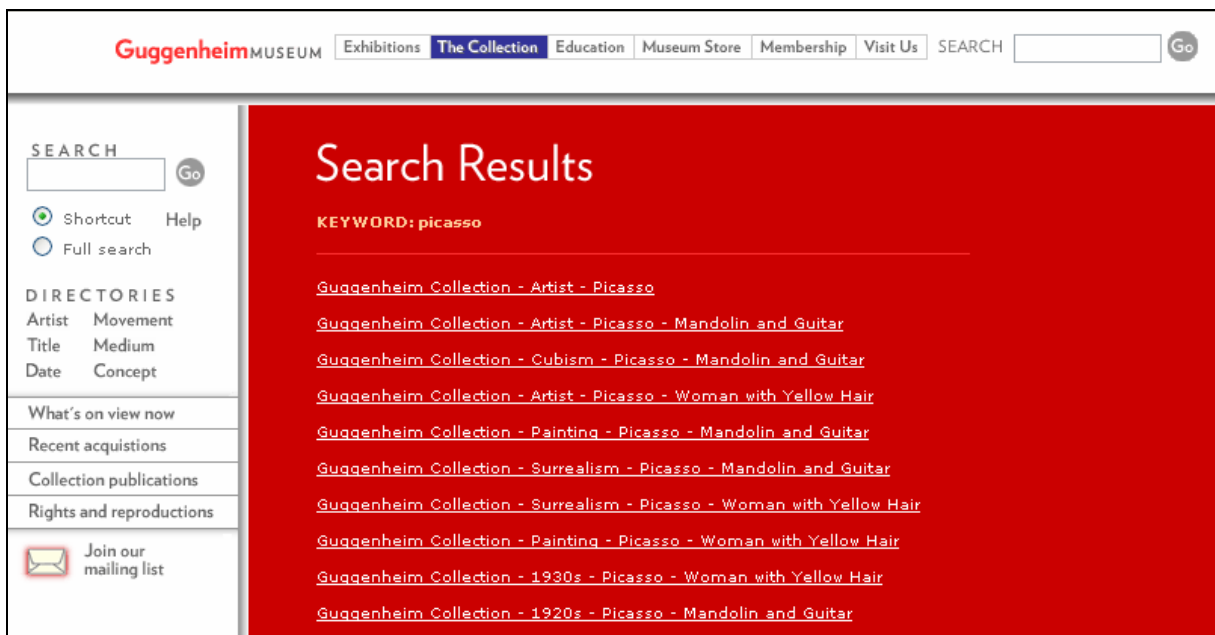 GuggenheimMUSEUM Exhibitions The Collection Education Museum Store Membership Visit Us SEARCH Go
SEARCH
Go
Shortcut Help
Full search
DIRECTORIES
Artist Movement
Title Medium
Date Concept
What's on view now
Recent acquistions
Collection publications
Rights and reproductions
Join our
mailing list
Search Results
KEYWORD: picasso
Guggenheim Collection - Artist - Picasso
Guggenheim Collection - Artist - Picasso - Mandolin and Guitar
Guggenheim Collection - Cubism - Picasso - Mandolin and Guitar
Guggenheim Collection - Artist - Picasso - Woman with Yellow Hair
Guggenheim Collection - Painting - Picasso - Mandolin and Guitar
Guggenheim Collection - Surrealism - Picasso - Mandolin and Guitar
Guggenheim Collection - Surrealism - Picasso - Woman with Yellow Hair
Guggenheim Collection - Painting - Picasso - Woman with Yellow Hair
Guggenheim Collection - 1930s - Picasso - Woman with Yellow Hair
Guggenheim Collection - 1920s - Picasso - Mandolin and Guitar